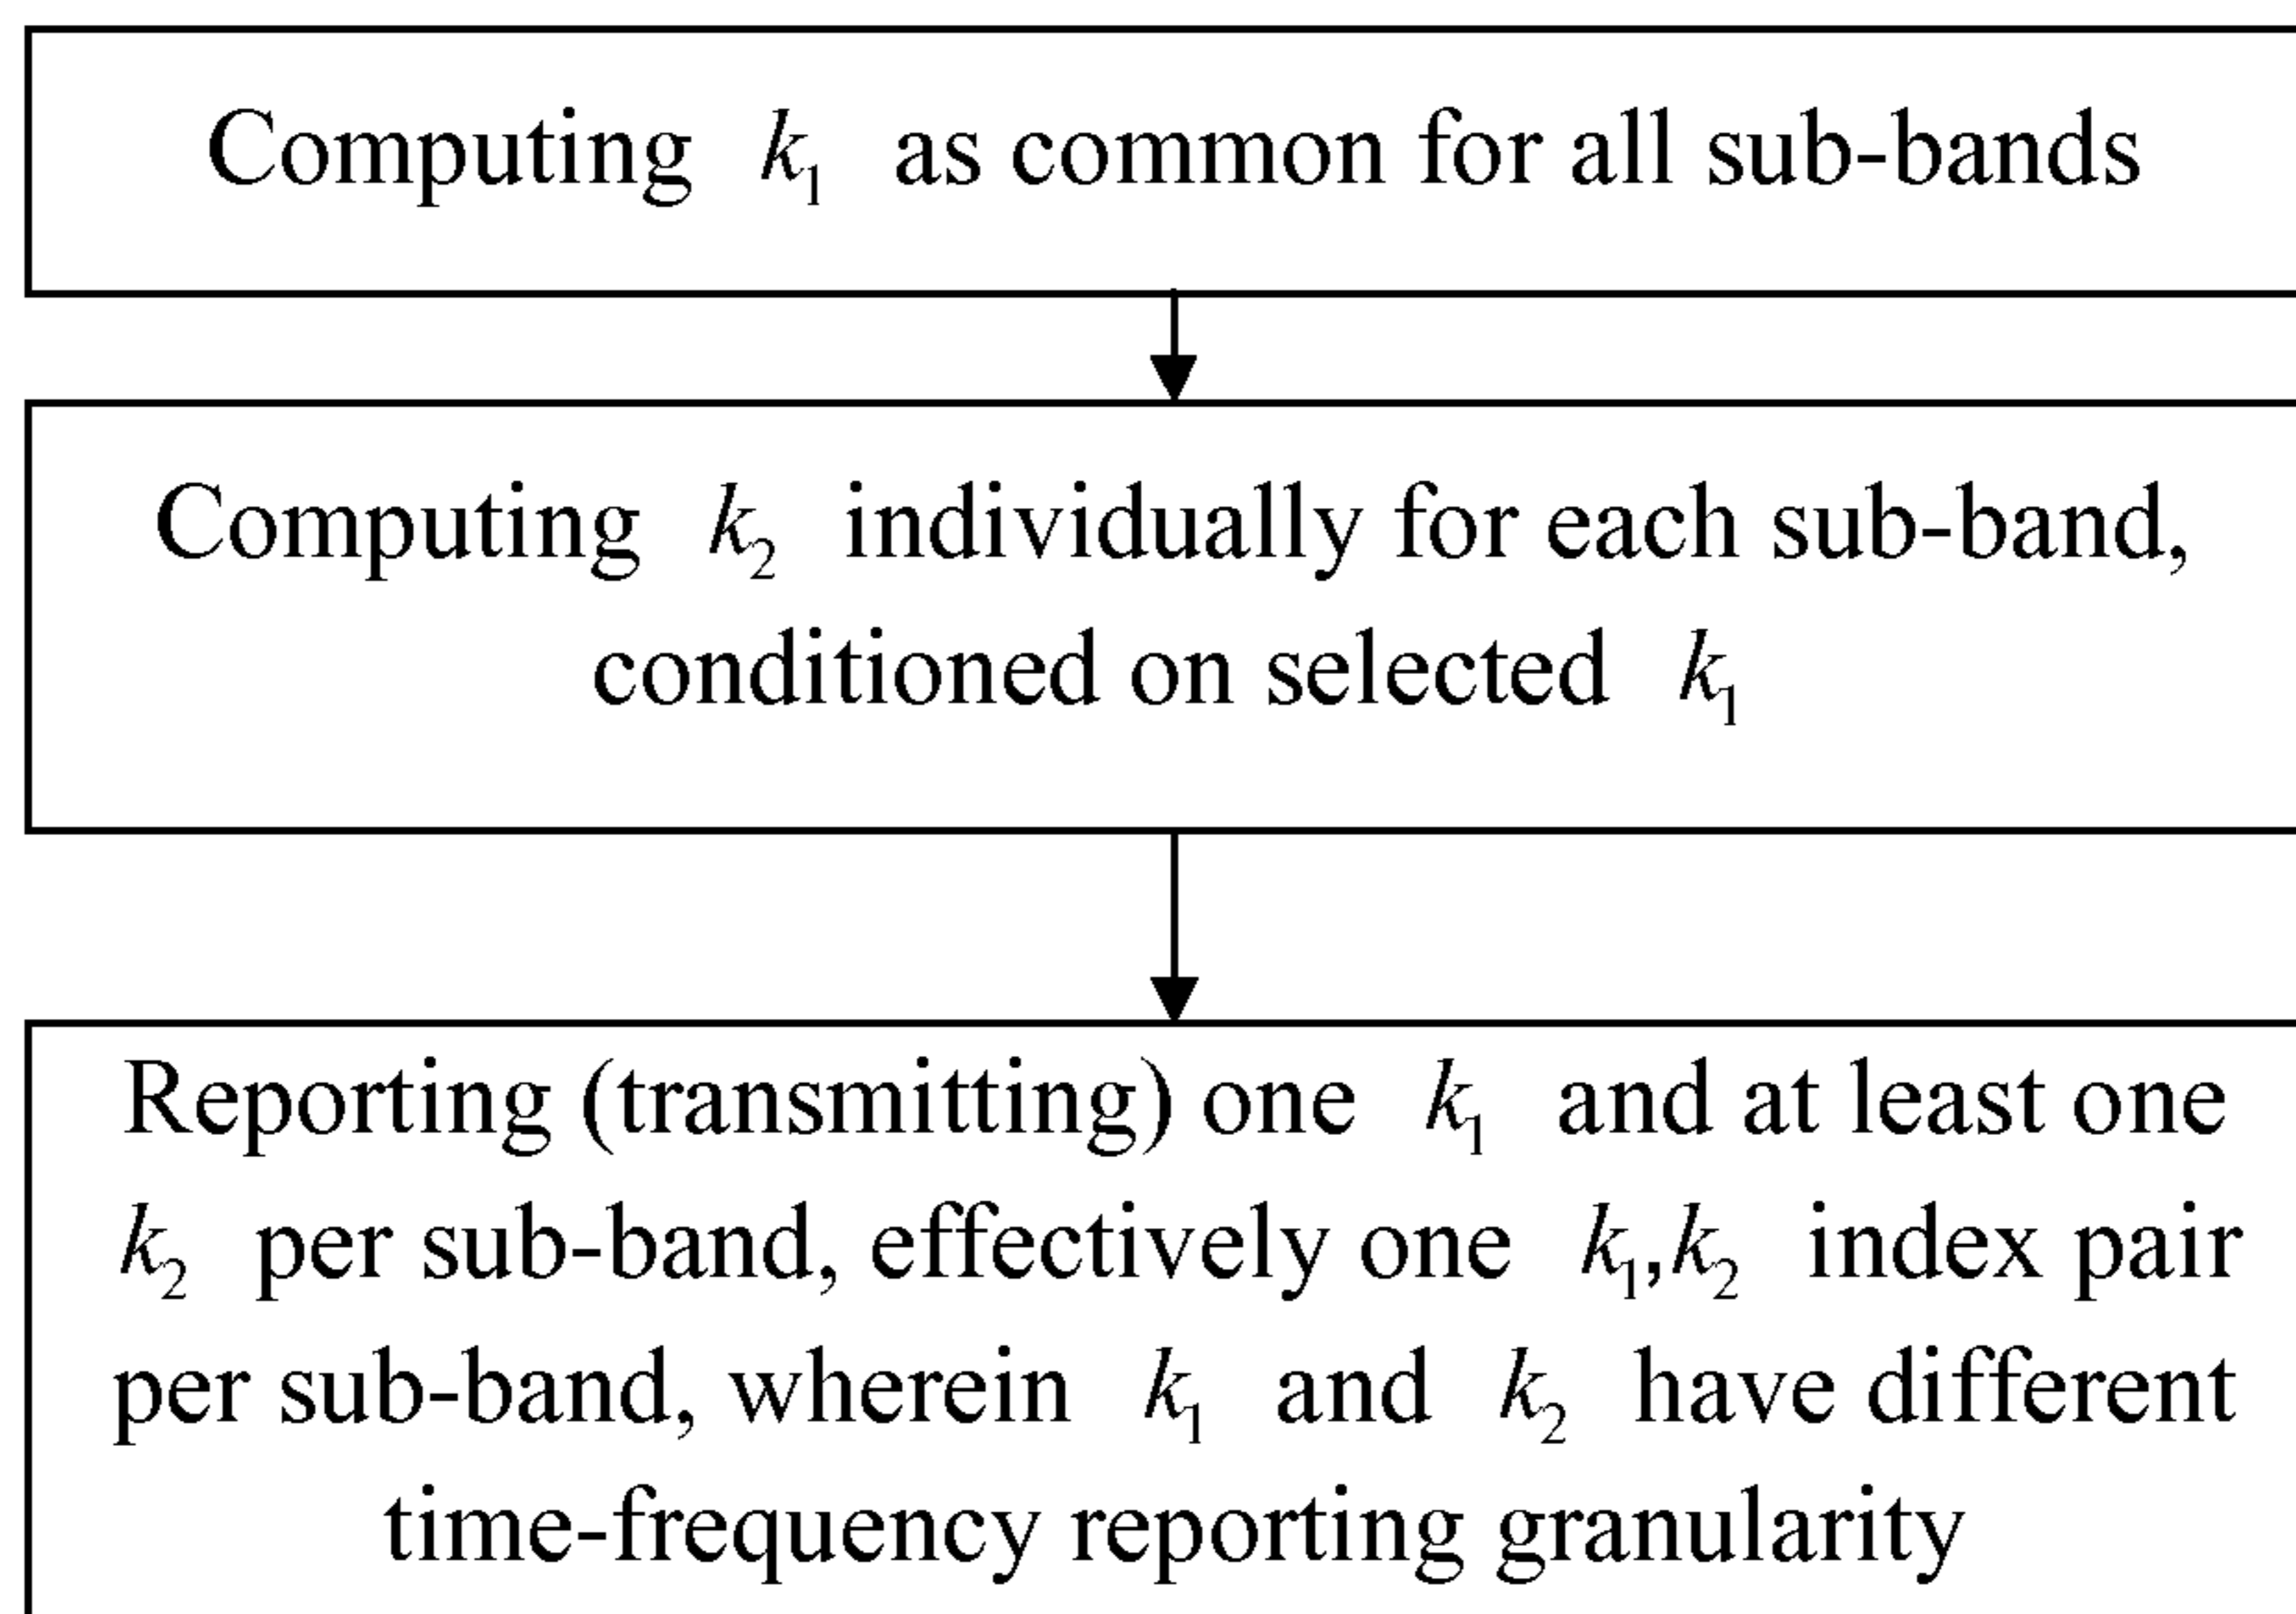 Computing k₁ as common for all sub-bands
Computing k₂ individually for each sub-band,
conditioned on selected k₁
Reporting (transmitting) one k₁ and at least one
k₂ per sub-band, effectively one k₁,k₂ index pair
per sub-band, wherein k₁ and k₂ have different
time-frequency reporting granularity